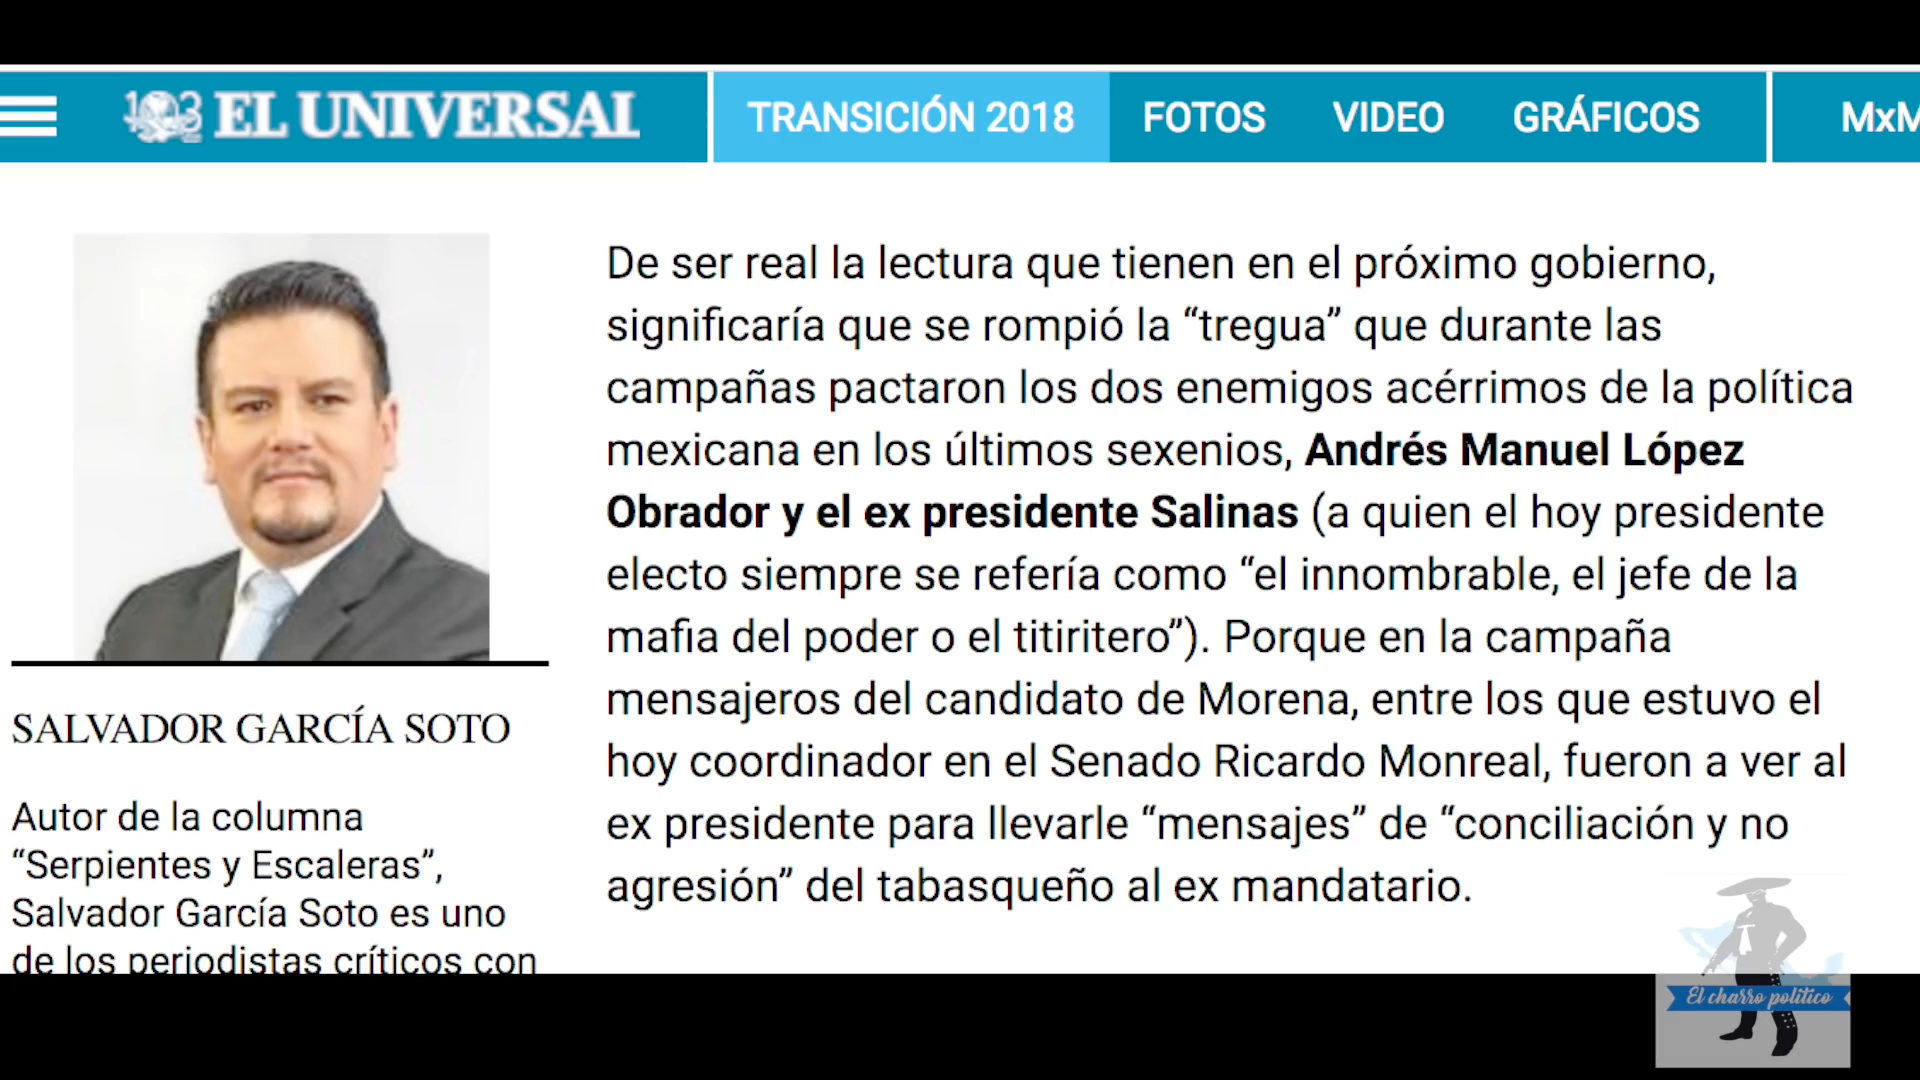 103 EL UNIVERSAL
TRANSICIÓN 2018
FOTOS
VIDEO
GRÁFICOS
MxM
SALVADOR GARCÍA SOTO
Autor de la columna
“Serpientes y Escaleras”,
Salvador García Soto es uno
de los periodistas críticos con
De ser real la lectura que tienen en el próximo gobierno,
significaría que se rompió la “tregua” que durante las
campañas pactaron los dos enemigos acérrimos de la política
mexicana en los últimos sexenios, Andrés Manuel López
Obrador y el ex presidente Salinas (a quien el hoy presidente
electo siempre se refería como “el innombrable, el jefe de la
mafia del poder o el titiritero”). Porque en la campaña
mensajeros del candidato de Morena, entre los que estuvo el
hoy coordinador en el Senado Ricardo Monreal, fueron a ver al
ex presidente para llevarle “mensajes” de “conciliación y no
agresión” del tabasqueño al ex mandatario.
El charro político